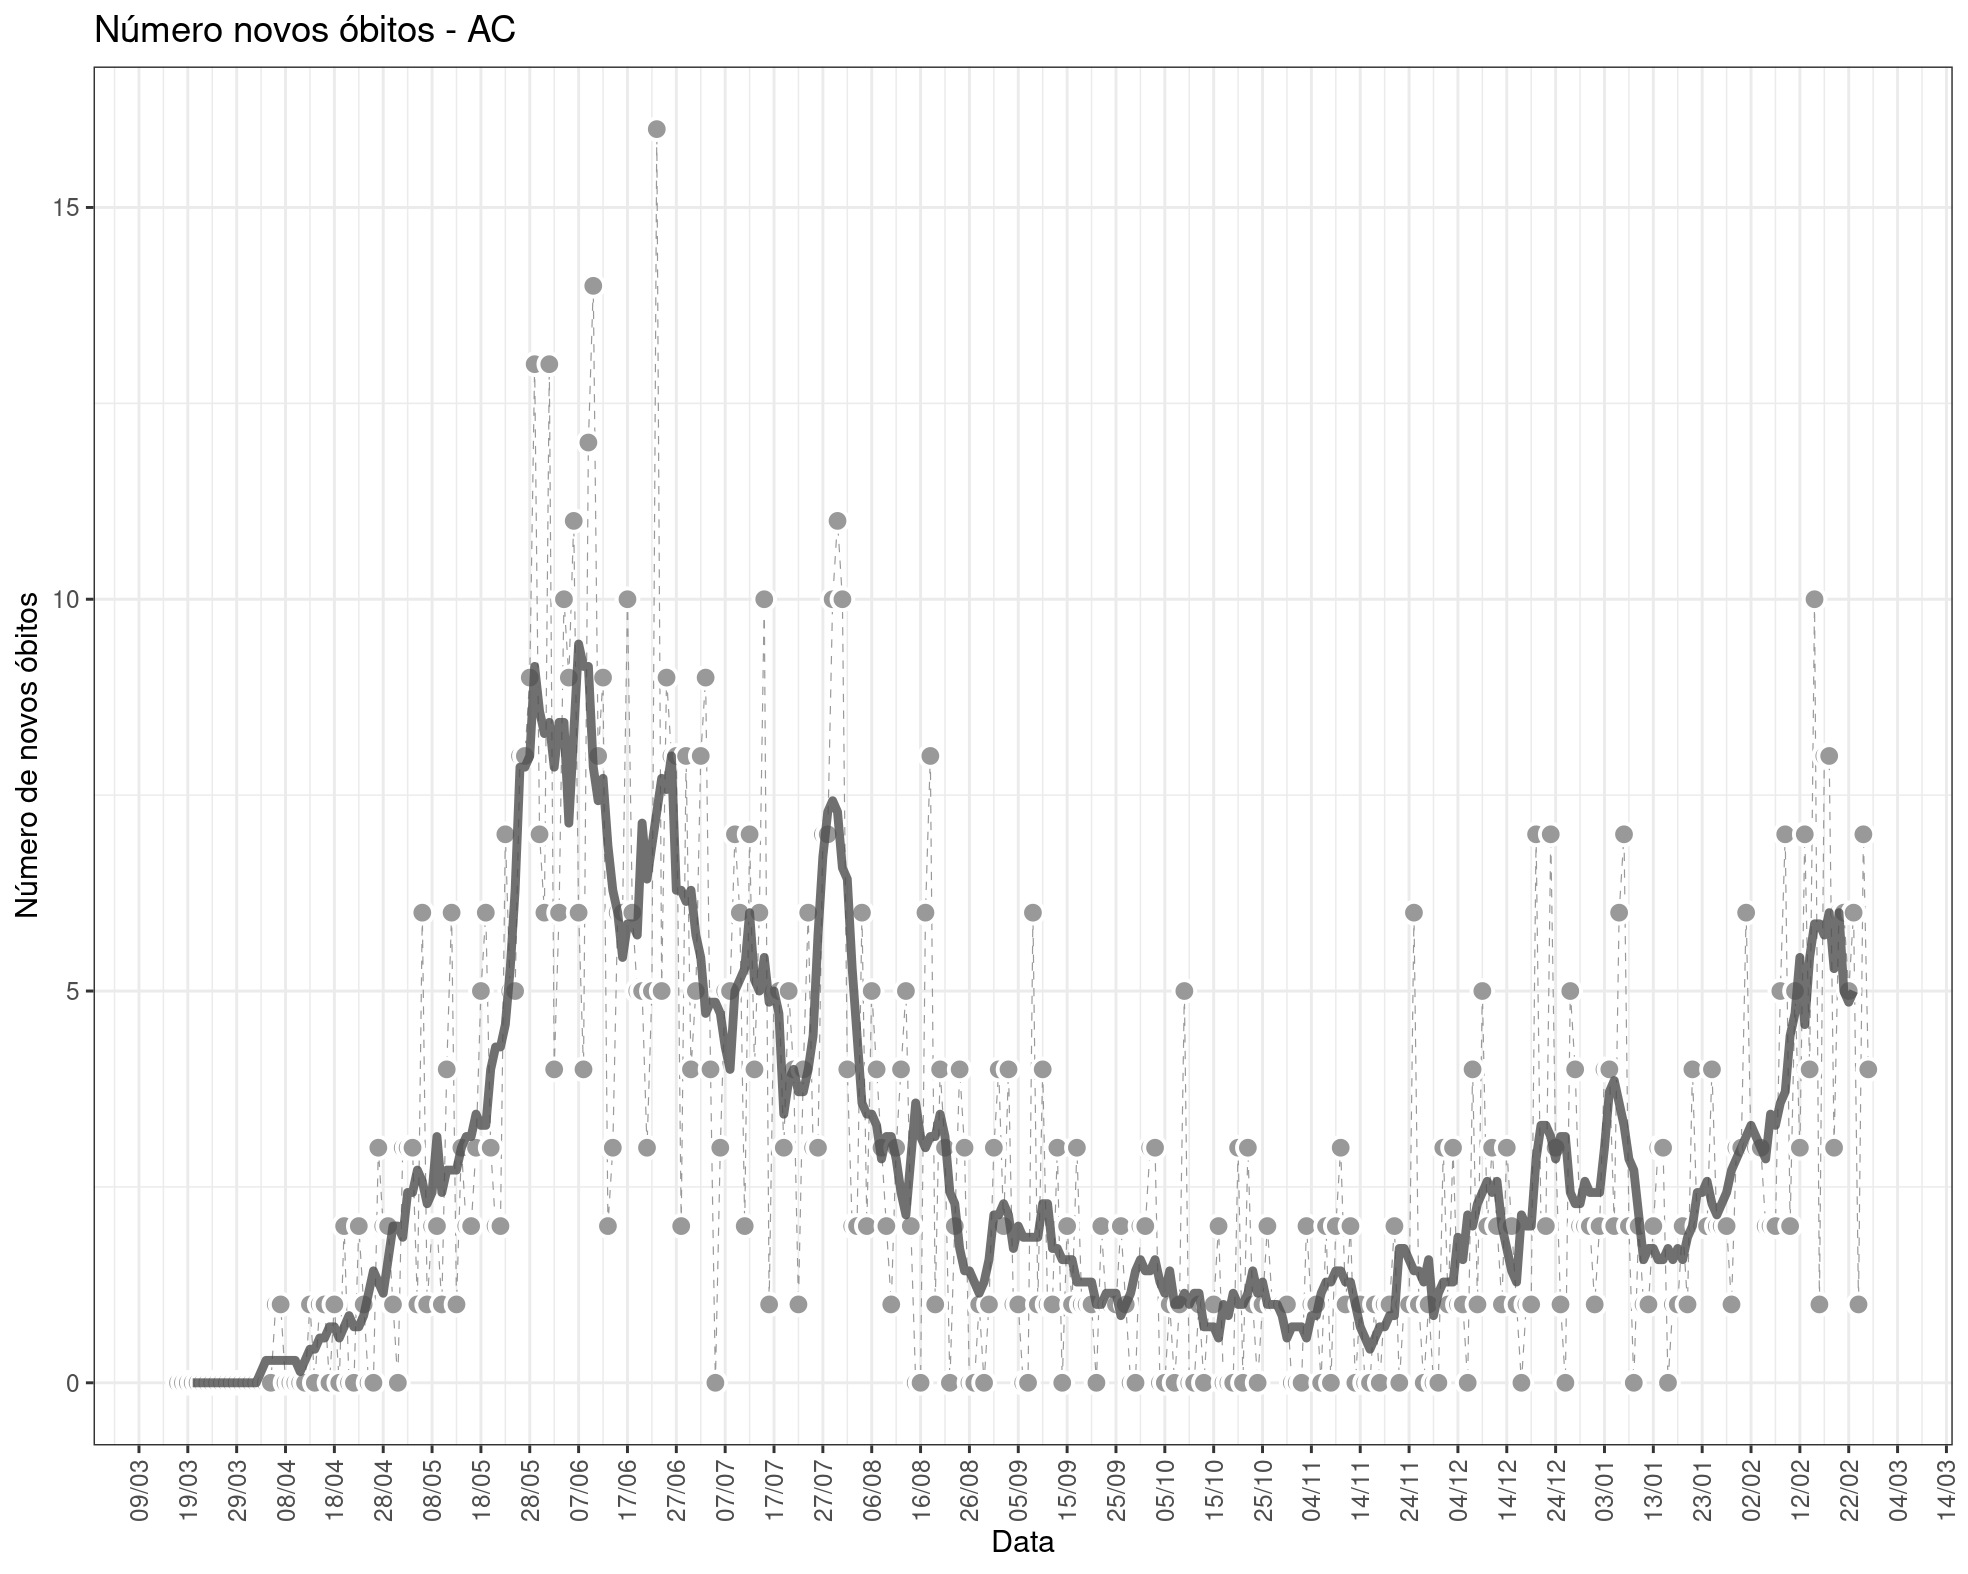 Número novos óbitos - AC
Número de novos óbitos
15
10
5
0
09/03 19/03 29/03 08/04 18/04 28/04 08/05 18/05 28/05 07/06 17/06 27/06 07/07 17/07 27/07 06/08 16/08 26/08 05/09 15/09 25/09 05/10 15/10 25/10 04/11 14/11 24/11 04/12 14/12 24/12 03/01 13/01 23/01 02/02 12/02 22/02 04/03 14/03
Data